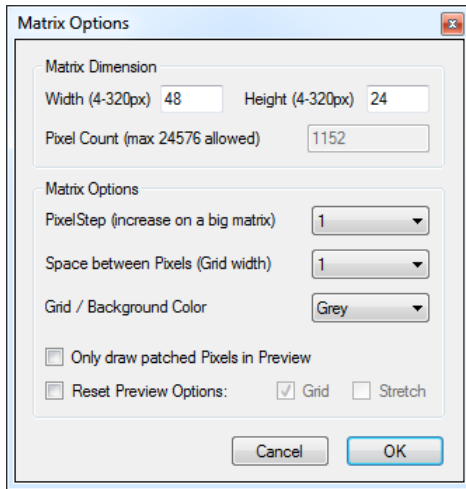 Matrix Options
Matrix Dimension
Width (4-320px) 48 Height (4-320px) 24
Pixel Count (max 24576 allowed) 1152
Matrix Options
PixelStep (increase on a big matrix) 1
Space between Pixels (Grid width) 1
Grid / Background Color Grey
Only draw patched Pixels in Preview
Reset Preview Options: Grid Stretch
Cancel OK